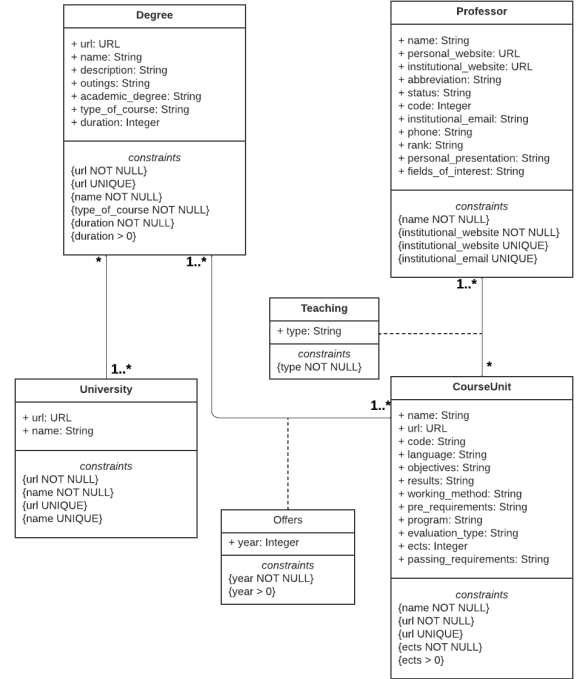 Degree
+ url: URL
+ name: String
+ description: String
+ outings: String
+ academic_degree: String
+ type_of_course: String
+ duration: Integer
constraints
{url NOT NULL}
{url UNIQUE}
{name NOT NULL}
{type_of_course NOT NULL}
{duration NOT NULL}
{duration > 0}
*
1..*
Professor
+ name: String
+ personal_website: URL
+ institutional_website: URL
+ abbreviation: String
+ status: String
+ code: Integer
+ institutional_email: String
+ phone: String
+ rank: String
+ personal_presentation: String
+ fields_of_interest: String
constraints
{name NOT NULL}
{institutional_website NOT NULL}
{institutional_website UNIQUE}
{institutional_email UNIQUE}
1..*
Teaching
+ type: String
constraints
{type NOT NULL}
1..*
*
University
+ url: URL
+ name: String
constraints
{url NOT NULL}
{name NOT NULL}
{url UNIQUE}
{name UNIQUE}
1..*
CourseUnit
+ name: String
+ url: URL
+ code: String
+ language: String
+ objectives: String
+ results: String
+ working_method: String
+ pre_requirements: String
+ program: String
+ evaluation_type: String
+ ects: Integer
+ passing_requirements: String
constraints
{name NOT NULL}
{url NOT NULL}
{url UNIQUE}
{ects NOT NULL}
{ects > 0}
Offers
+ year: Integer
constraints
{year NOT NULL}
{year > 0}